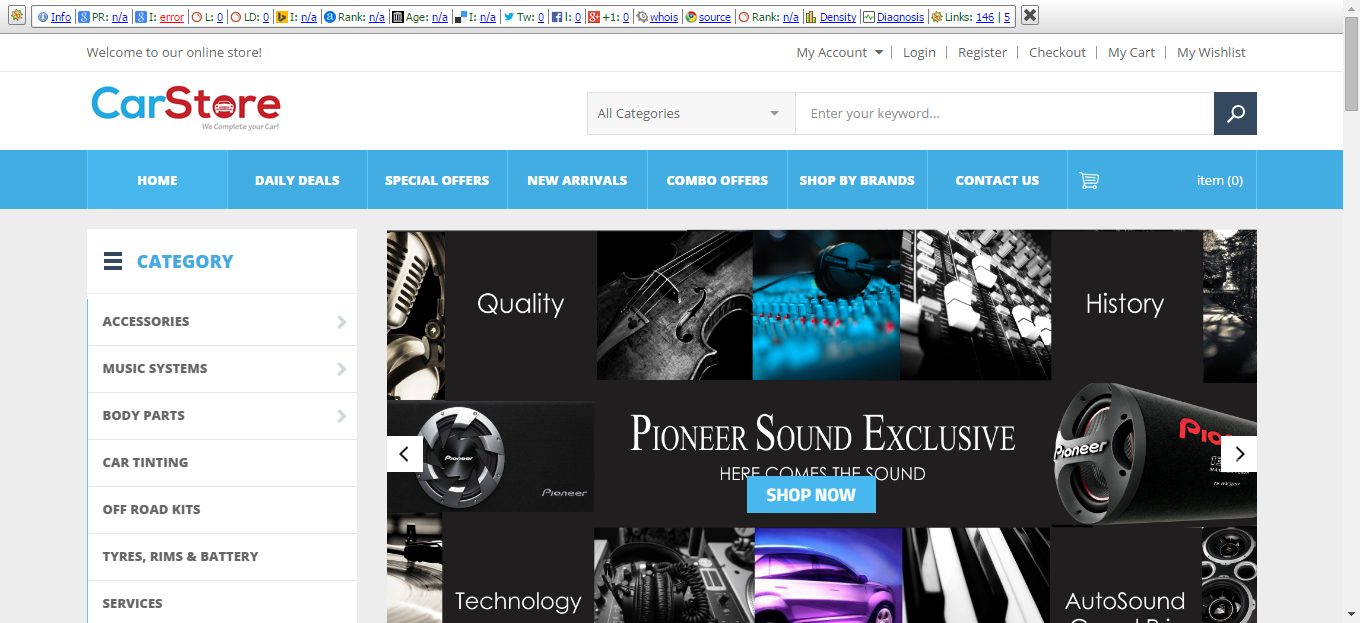 Info PR: n/a I: error L: 0 LD: 0 I: n/a Rank: n/a Age: n/a I: n/a Tw: 0 I: 0 +1: 0 whois source Rank: n/a Density Diagnosis Links: 146 | 5
Welcome to our online store!
My Account Login Register Checkout My Cart My Wishlist
CarStore
We Complete your Car!
All Categories
Enter your keyword...
HOME DAILY DEALS SPECIAL OFFERS NEW ARRIVALS COMBO OFFERS SHOP BY BRANDS CONTACT US item (0)
CATEGORY
ACCESSORIES
MUSIC SYSTEMS
BODY PARTS
CAR TINTING
OFF ROAD KITS
TYRES, RIMS & BATTERY
SERVICES
Quality
History
PIONEER SOUND EXCLUSIVE
HERE COMES THE SOUND
SHOP NOW
Pioneer
Pioneer
Pioneer
Technology
AutoSound